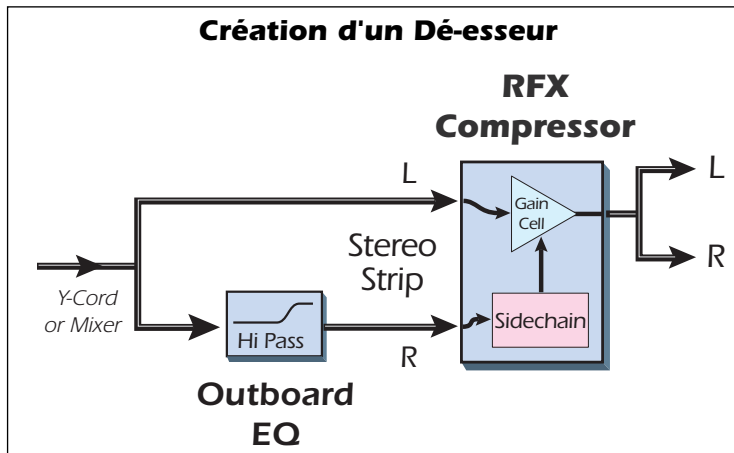 Création d'un Dé-esseur
RFX
Compressor
L
L
Gain
Cell
Stereo
Strip
R
Y-Cord
or Mixer
Hi Pass
Sidechain
R
Outboard
EQ